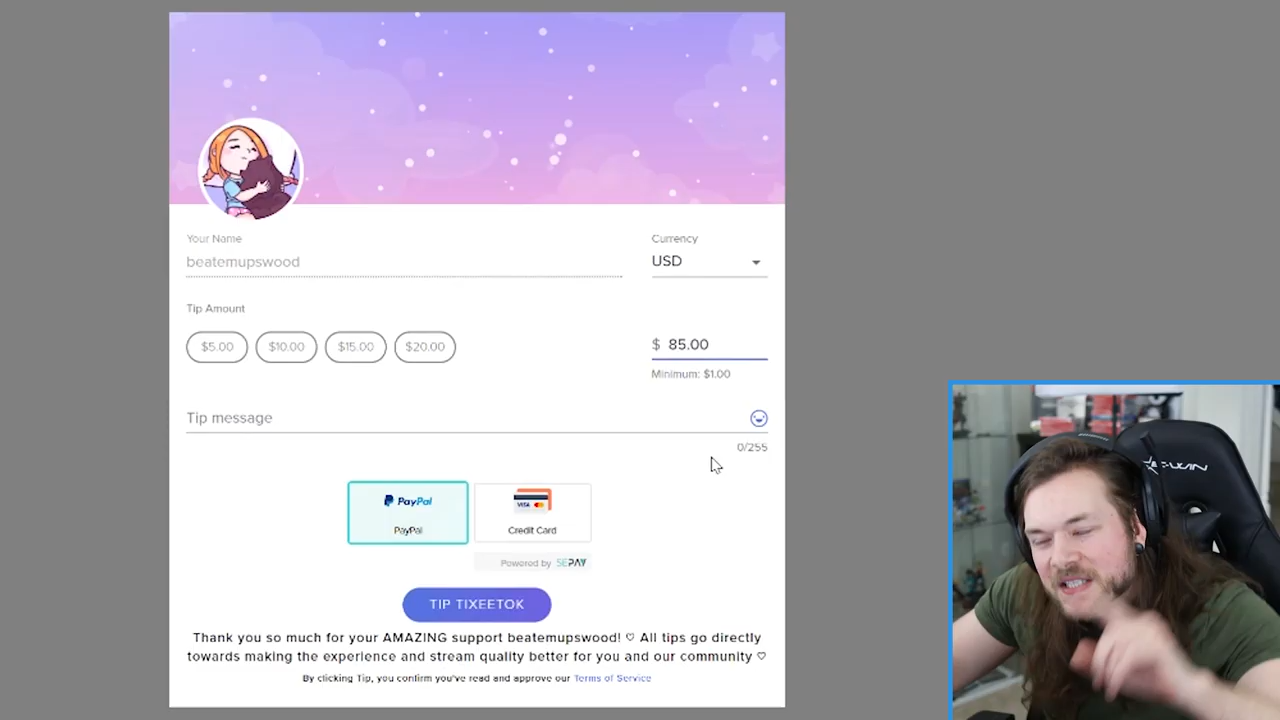 Your Name
Currency
beatemupswood
USD
Tip Amount
$5.00
$10.00
$15.00
$20.00
$ 85.00
Minimum: $1.00
Tip message
0/255
PayPal
PayPal
VISA
Credit Card
Powered by SEPAY
TIP TIXEETOK
Thank you so much for your AMAZING support beatemupswood! ♡ All tips go directly
towards making the experience and stream quality better for you and our community ♡
By clicking Tip, you confirm you've read and approve our Terms of Service